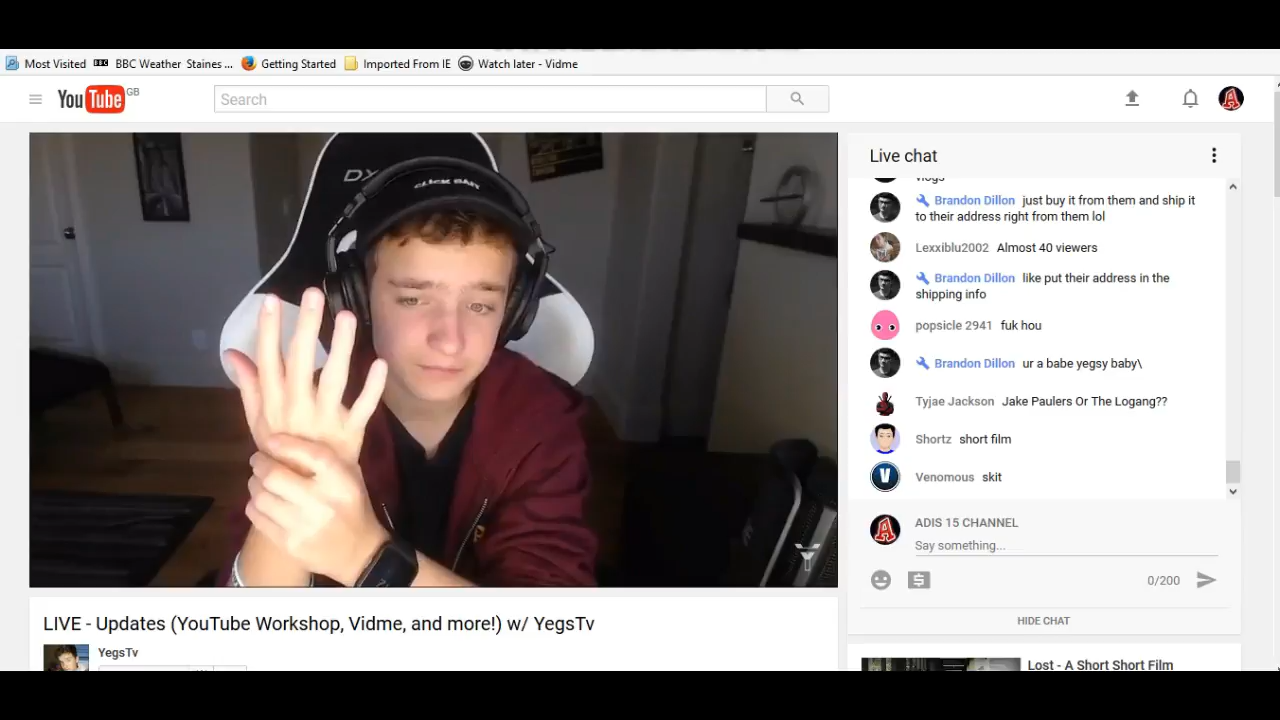 Most Visited BBC Weather Staines ... Getting Started Imported From IE Watch later - Vidme
YouTube GB
Search
DX
CLICK BAIT
Live chat
vlogs
Brandon Dillon just buy it from them and ship it
to their address right from them lol
Lexxiblu2002 Almost 40 viewers
Brandon Dillon like put their address in the
shipping info
popsicle 2941 fuk hou
Brandon Dillon ur a babe yegsy baby\
Tyjae Jackson Jake Paulers Or The Logang??
Shortz short film
Venomous skit
ADIS 15 CHANNEL
Say something...
0/200
HIDE CHAT
LIVE - Updates (YouTube Workshop, Vidme, and more!) w/ YegsTv
YegsTv
Lost - A Short Short Film